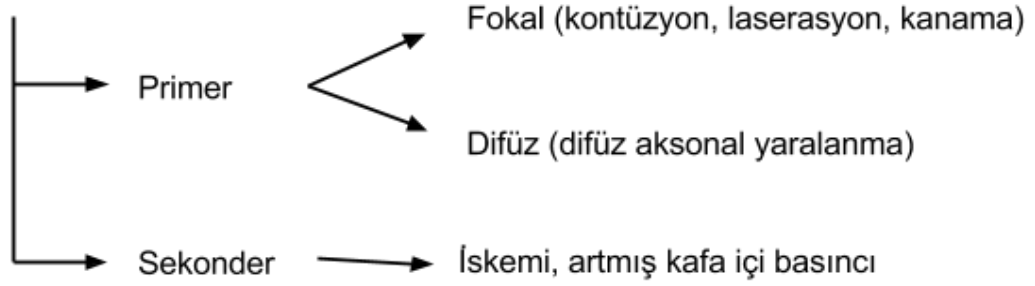 Fokal (kontüzyon, laserasyon, kanama)
Primer
Difüz (difüz aksonal yaralanma)
Sekonder
İskemi, artmış kafa içi basıncı